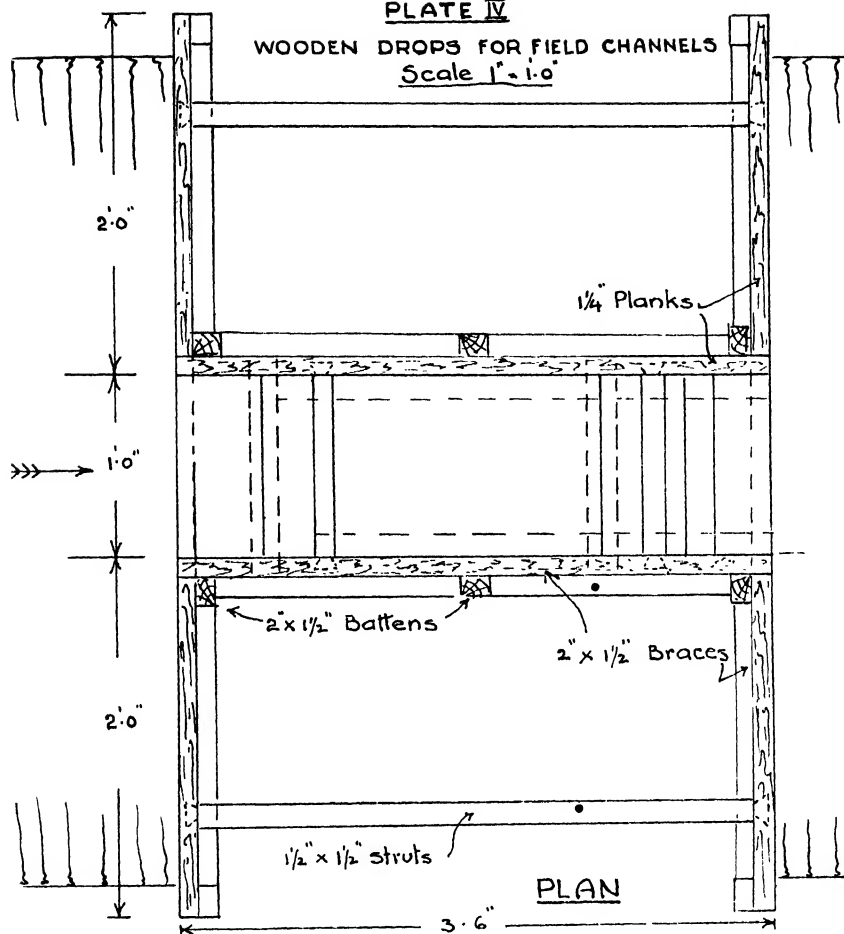 PLATE IV
WOODEN DROPS FOR FIELD CHANNELS
Scale 1" = 1'.0"
2'.0"
1¼" Planks
1'.0"
2" x 1½" Battens
2" x 1½" Braces
2'.0"
1½" x 1½" struts
PLAN
3.6"